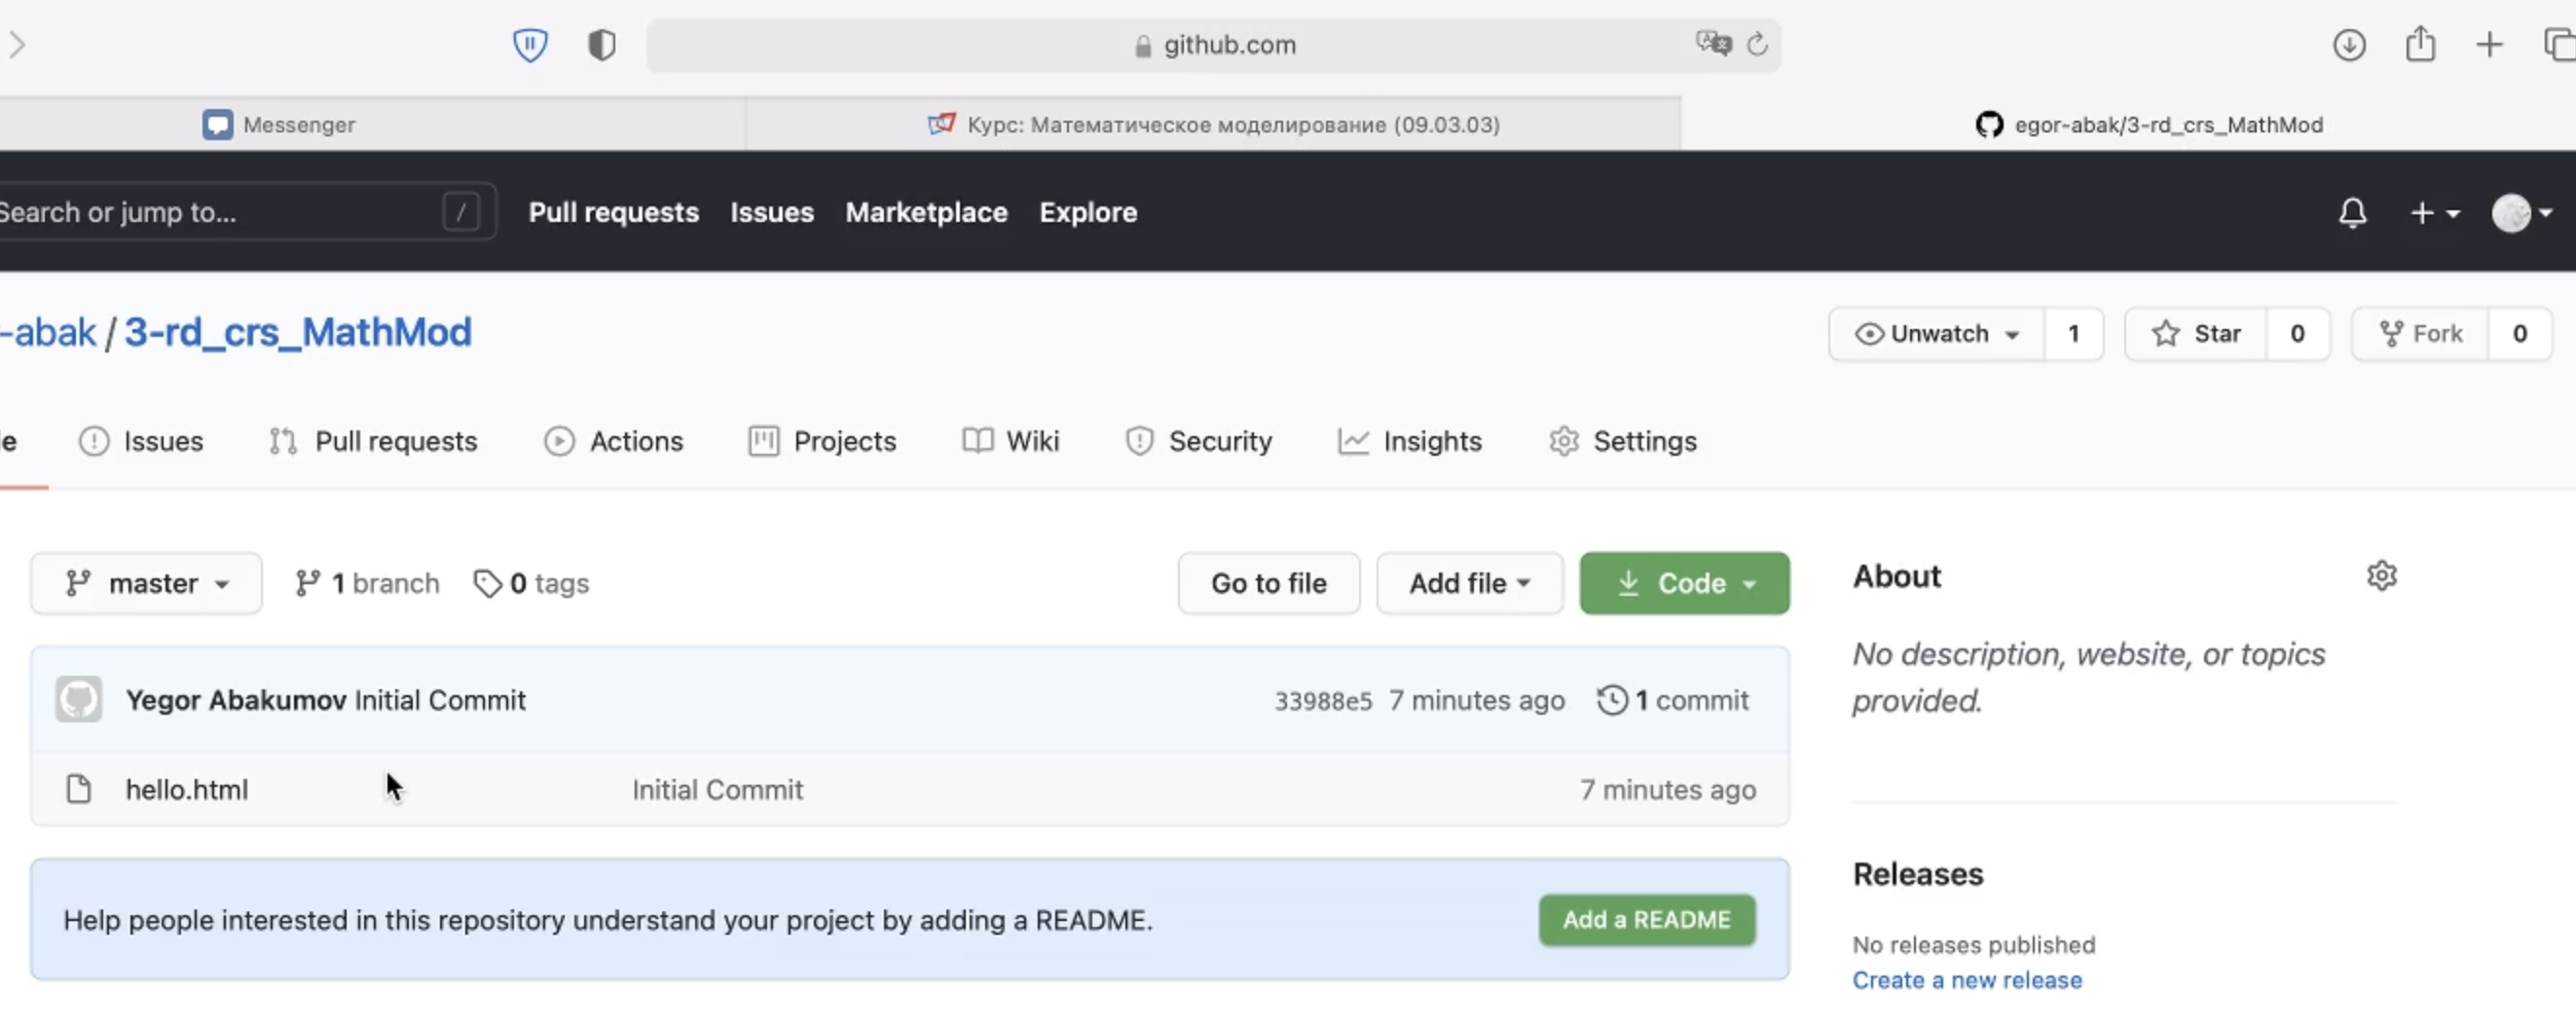 github.com
Messenger
Курс: Математическое моделирование (09.03.03)
egor-abak/3-rd_crs_MathMod
Search or jump to... /
Pull requests Issues Marketplace Explore
-abak / 3-rd_crs_MathMod
Unwatch 1 Star 0 Fork 0
e Issues Pull requests Actions Projects Wiki Security Insights Settings
master 1 branch 0 tags Go to file Add file Code
Yegor Abakumov Initial Commit 33988e5 7 minutes ago 1 commit
hello.html Initial Commit 7 minutes ago
Help people interested in this repository understand your project by adding a README. Add a README
About
No description, website, or topics
provided.
Releases
No releases published
Create a new release